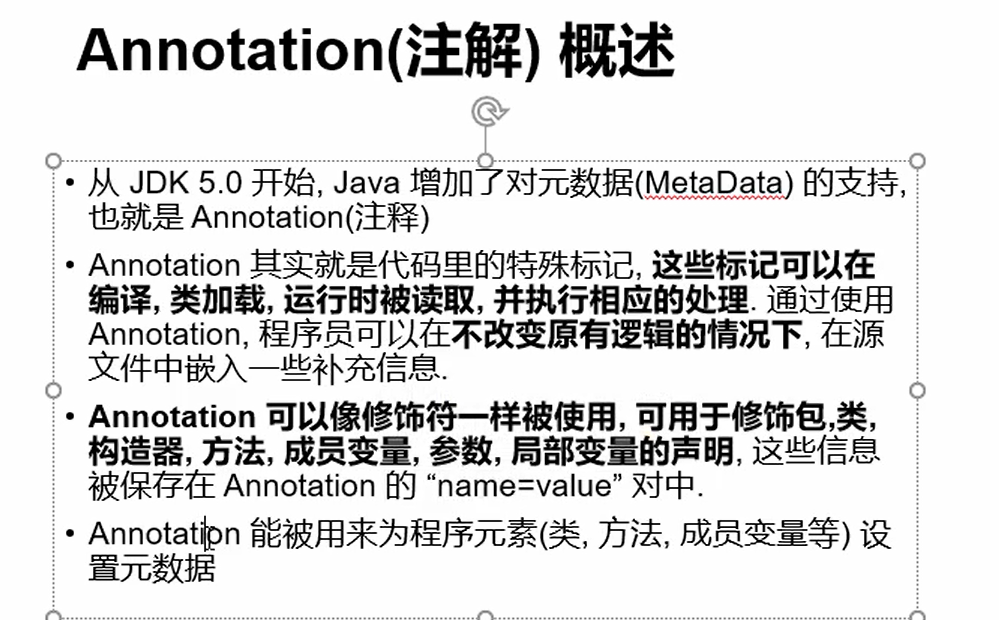 Annotation(注解) 概述
• 从 JDK 5.0 开始, Java 增加了对元数据(MetaData) 的支持,
也就是 Annotation(注释)
• Annotation 其实就是代码里的特殊标记, 这些标记可以在
编译, 类加载, 运行时被读取, 并执行相应的处理. 通过使用
Annotation, 程序员可以在不改变原有逻辑的情况下, 在源
文件中嵌入一些补充信息.
• Annotation 可以像修饰符一样被使用, 可用于修饰包,类,
构造器, 方法, 成员变量, 参数, 局部变量的声明, 这些信息
被保存在 Annotation 的 “name=value” 对中.
• Annotation 能被用来为程序元素(类, 方法, 成员变量等) 设
置元数据